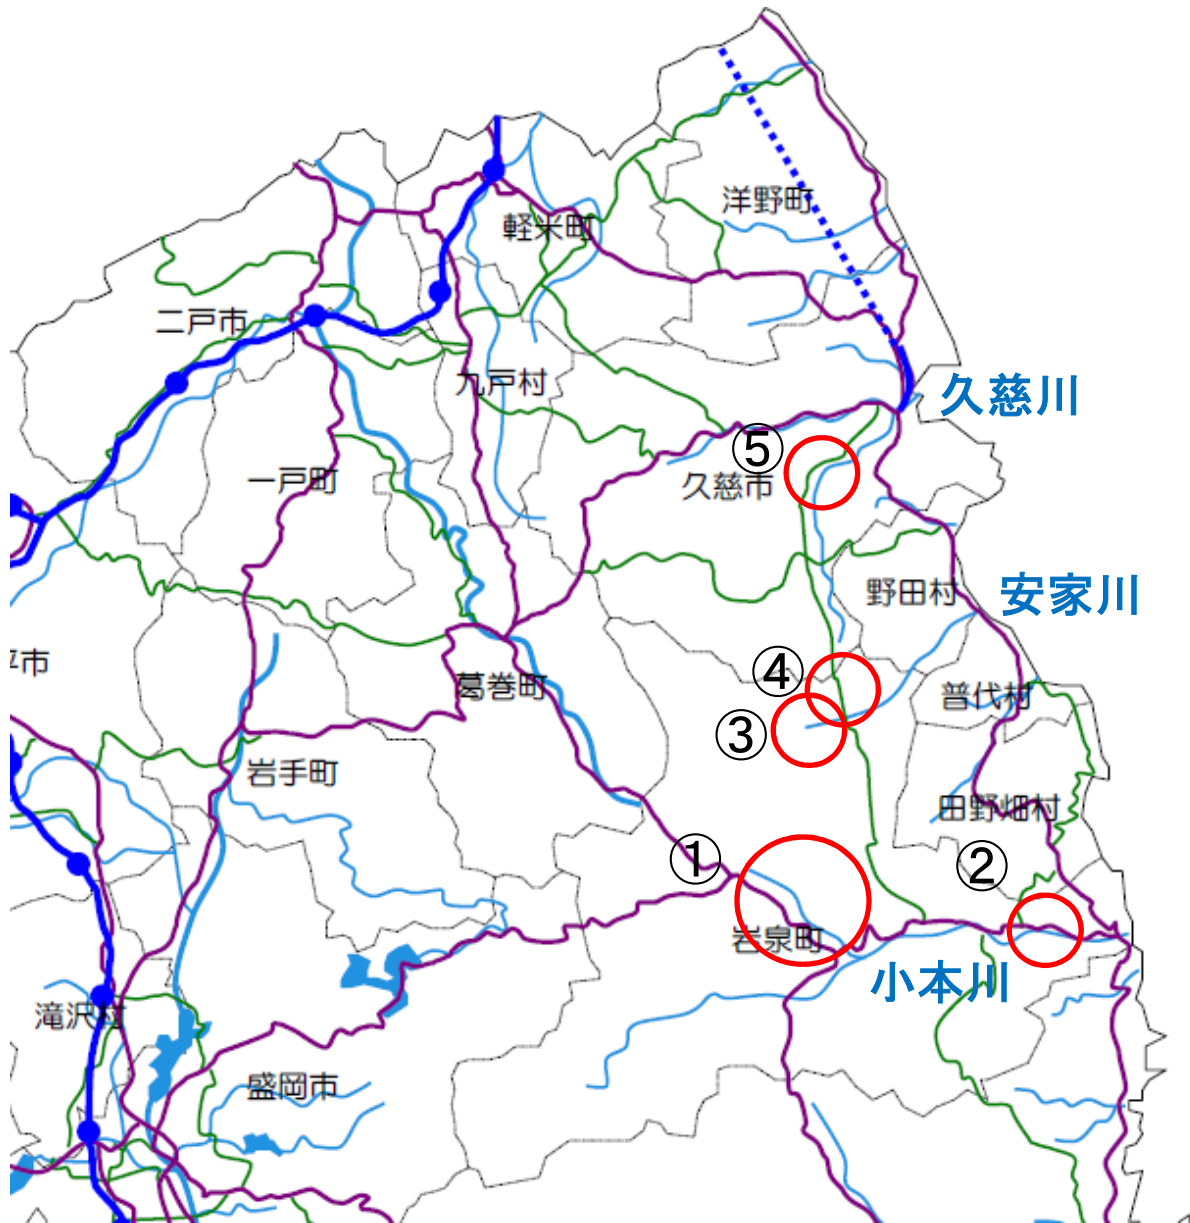 洋野町
軽米町
二戸市
九戸村
久慈川
⑤
一戸町
久慈市
野田村
安家川
平市
④
葛巻町
普代村
③
岩手町
田野畑村
①
②
岩泉町
小本川
滝沢村
盛岡市